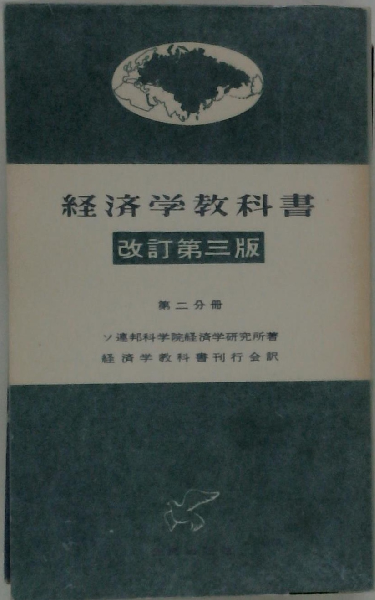 経済学教科書
改訂第三版
第二分冊
ソ連邦科学院経済学研究所著
経済学教科書刊行会訳